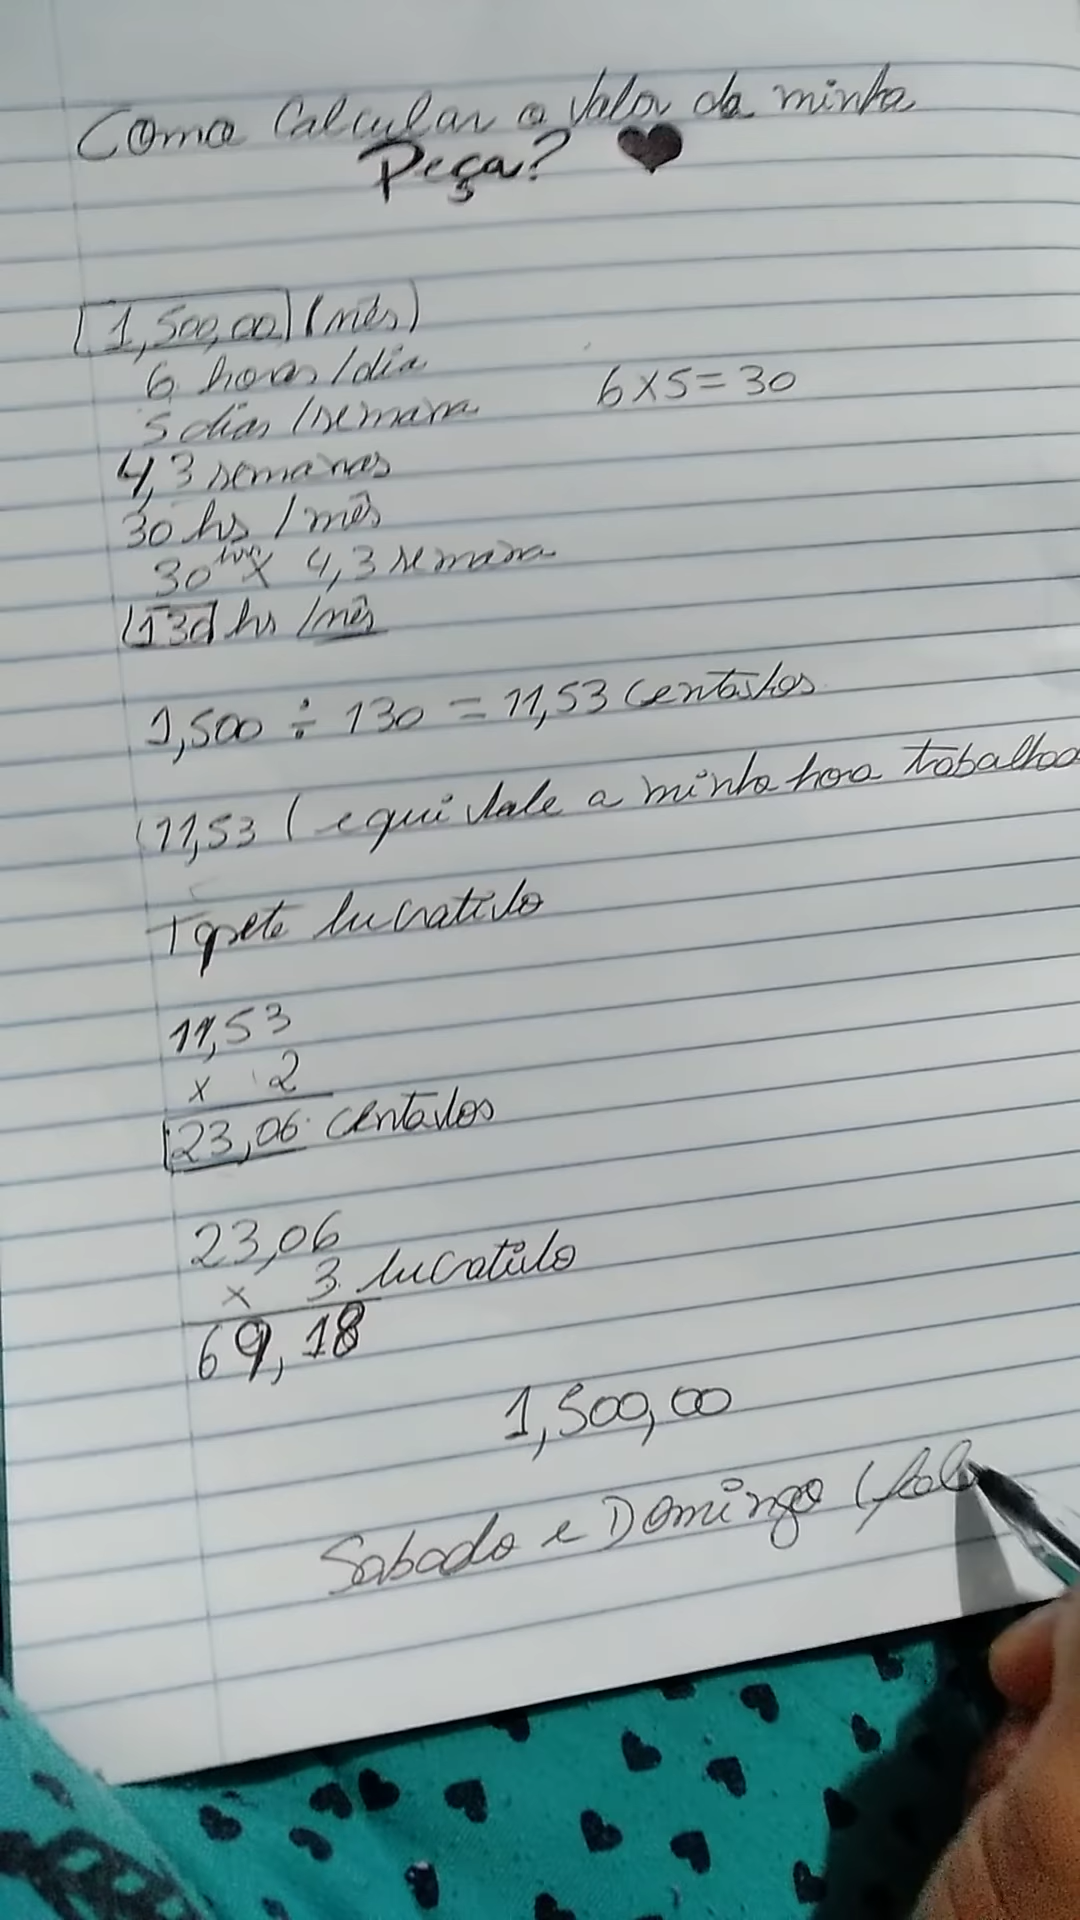 Como Calcular o Valor da minha
Peça? ♥
1,500,00 (mês)
6 horas/dia
5 dias/semana 6x5=30
4,3 semanas
30 hs / mês
30 hrs x 4,3 semana
130 hs /mês
1,500 ÷ 130 = 11,53 centavos
11,53 (equivale a minha hora trabalhada
Tapete lucrativo
11,53
x 2
23,06 centavos
23,06
x 3 lucrativo
69,18
1,500,00
Sabado e Domingo (